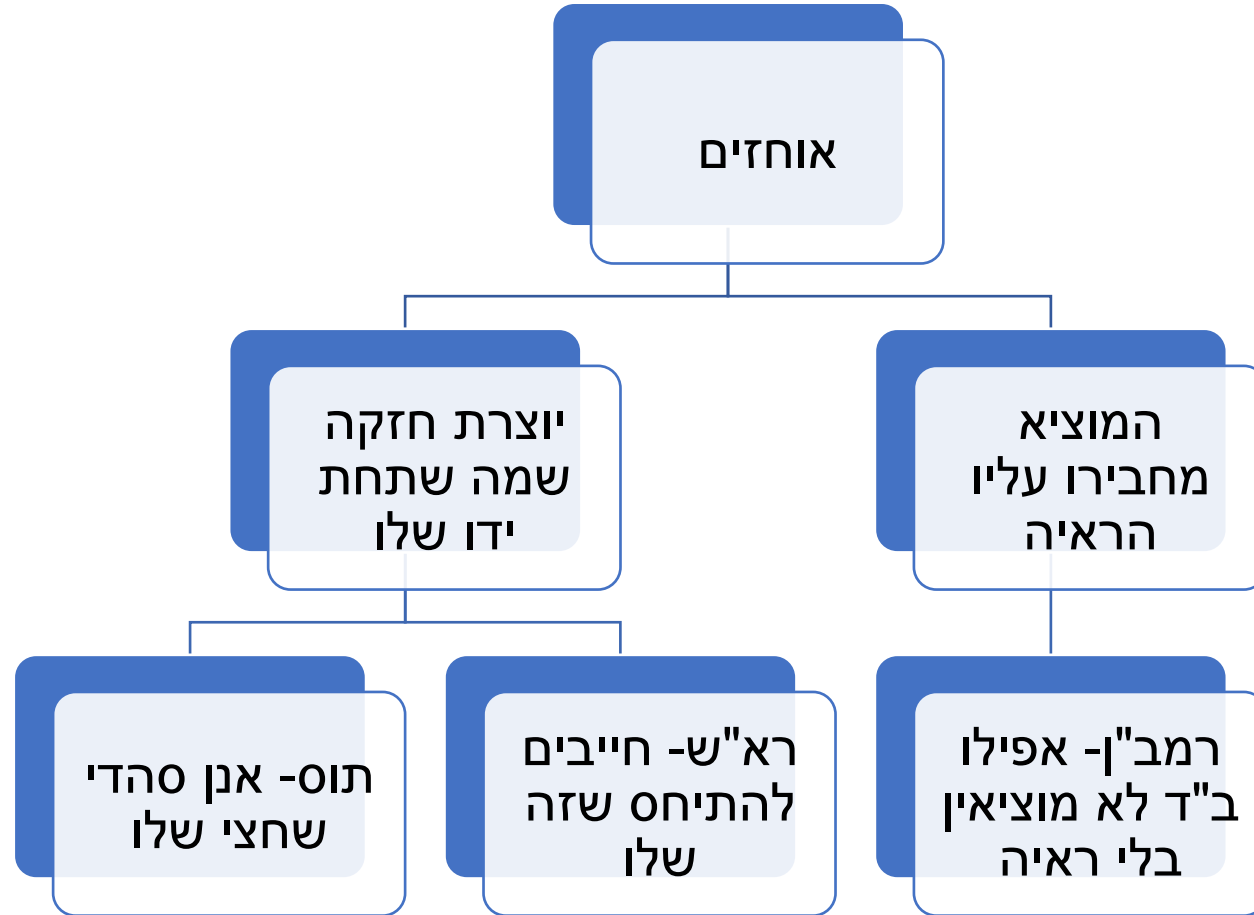 אוחזים
המוציא
מחבירו עליו
הראיה
יוצרת חזקה
שמה שתחת
ידו שלו
רמב"ן- אפילו
ב"ד לא מוציאין
בלי ראיה
רא"ש- חייבים
להתיחס שזה
שלו
תוס- אנן סהדי
שחצי שלו